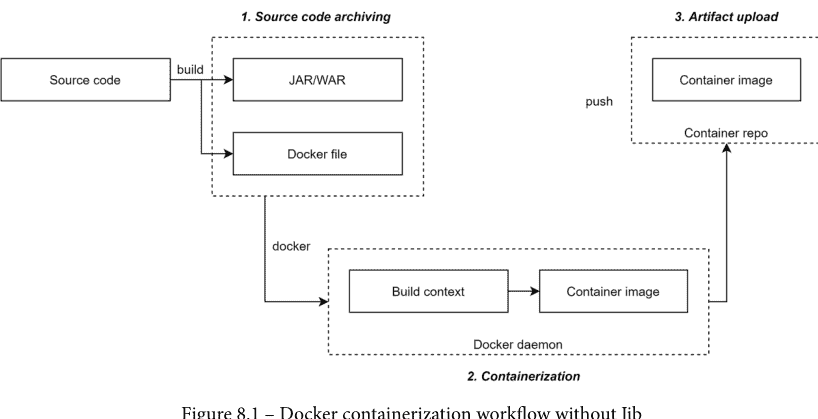 1. Source code archiving
3. Artifact upload
Source code
build
JAR/WAR
Docker file
push
Container image
Container repo
docker
Build context
Container image
Docker daemon
2. Containerization
Figure 8.1 – Docker containerization workflow without Jib